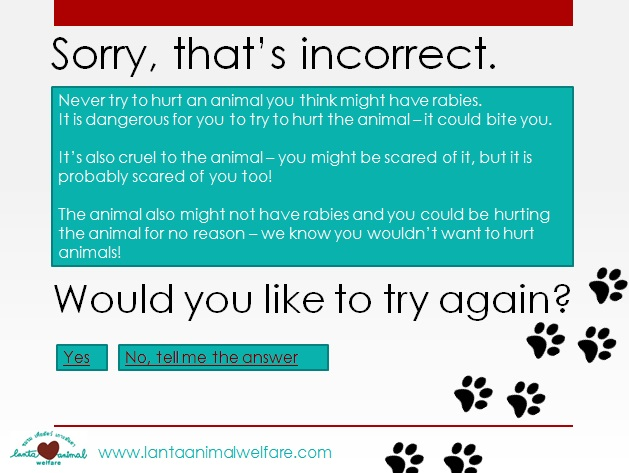 Sorry, that's incorrect.
Never try to hurt an animal you think might have rabies.
It is dangerous for you to try to hurt the animal – it could bite you.
It's also cruel to the animal – you might be scared of it, but it is
probably scared of you too!
The animal also might not have rabies and you could be hurting
the animal for no reason – we know you wouldn't want to hurt
animals!
Would you like to try again?
Yes
No, tell me the answer
lanta animal
welfare
www.lantaanimalwelfare.com